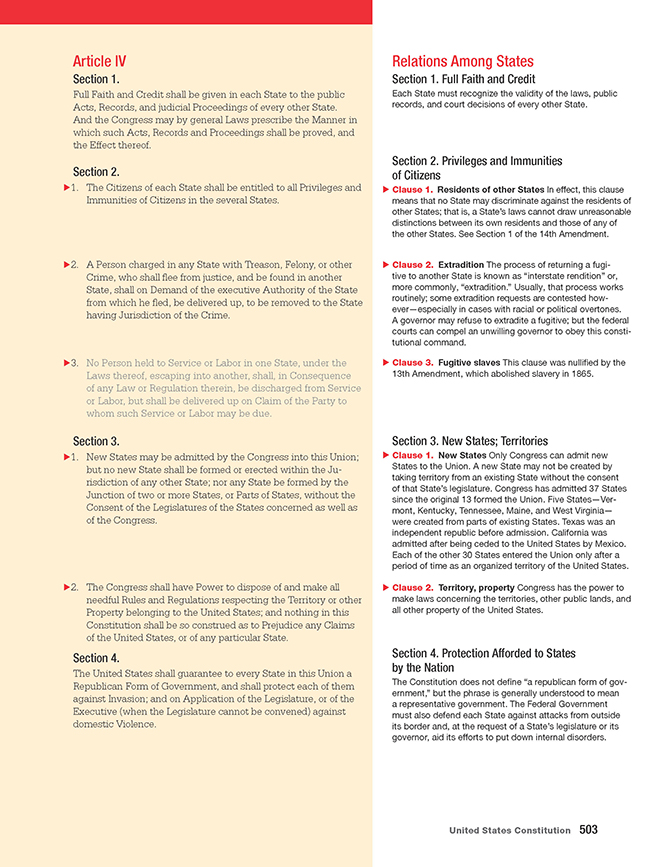 Article IV
Section 1.
Full Faith and Credit shall be given in each State to the public
Acts, Records, and judicial Proceedings of every other State.
And the Congress may by general Laws prescribe the Manner in
which such Acts, Records and Proceedings shall be proved, and
the Effect thereof.
Section 2.
▶1. The Citizens of each State shall be entitled to all Privileges and
Immunities of Citizens in the several States.
▶2. A Person charged in any State with Treason, Felony, or other
Crime, who shall flee from justice, and be found in another
State, shall on Demand of the executive Authority of the State
from which he fled, be delivered up, to be removed to the State
having Jurisdiction of the Crime.
▶3. No Person held to Service or Labor in one State, under the
Laws thereof, escaping into another, shall, in Consequence
of any Law or Regulation therein, be discharged from Service
or Labor, but shall be delivered up on Claim of the Party to
whom such Service or Labor may be due.
Section 3.
▶1. New States may be admitted by the Congress into this Union;
but no new State shall be formed or erected within the Ju-
risdiction of any other State; nor any State be formed by the
Junction of two or more States, or Parts of States, without the
Consent of the Legislatures of the States concerned as well as
of the Congress.
▶2. The Congress shall have Power to dispose of and make all
needful Rules and Regulations respecting the Territory or other
Property belonging to the United States; and nothing in this
Constitution shall be so construed as to Prejudice any Claims
of the United States, or of any particular State.
Section 4.
The United States shall guarantee to every State in this Union a
Republican Form of Government, and shall protect each of them
against Invasion; and on Application of the Legislature, or of the
Executive (when the Legislature cannot be convened) against
domestic Violence.
Relations Among States
Section 1. Full Faith and Credit
Each State must recognize the validity of the laws, public
records, and court decisions of every other State.
Section 2. Privileges and Immunities
of Citizens
▶ Clause 1. Residents of other States In effect, this clause
means that no State may discriminate against the residents of
other States; that is, a State's laws cannot draw unreasonable
distinctions between its own residents and those of any of
the other States. See Section 1 of the 14th Amendment.
▶ Clause 2. Extradition The process of returning a fugi-
tive to another State is known as "interstate rendition" or,
more commonly, "extradition." Usually, that process works
routinely; some extradition requests are contested how-
ever—especially in cases with racial or political overtones.
A governor may refuse to extradite a fugitive; but the federal
courts can compel an unwilling governor to obey this consti-
tutional command.
▶ Clause 3. Fugitive slaves This clause was nullified by the
13th Amendment, which abolished slavery in 1865.
Section 3. New States; Territories
▶ Clause 1. New States Only Congress can admit new
States to the Union. A new State may not be created by
taking territory from an existing State without the consent
of that State's legislature. Congress has admitted 37 States
since the original 13 formed the Union. Five States—Ver-
mont, Kentucky, Tennessee, Maine, and West Virginia—
were created from parts of existing States. Texas was an
independent republic before admission. California was
admitted after being ceded to the United States by Mexico.
Each of the other 30 States entered the Union only after a
period of time as an organized territory of the United States.
▶ Clause 2. Territory, property Congress has the power to
make laws concerning the territories, other public lands, and
all other property of the United States.
Section 4. Protection Afforded to States
by the Nation
The Constitution does not define "a republican form of gov-
ernment," but the phrase is generally understood to mean
a representative government. The Federal Government
must also defend each State against attacks from outside
its border and, at the request of a State's legislature or its
governor, aid its efforts to put down internal disorders.
United States Constitution 503